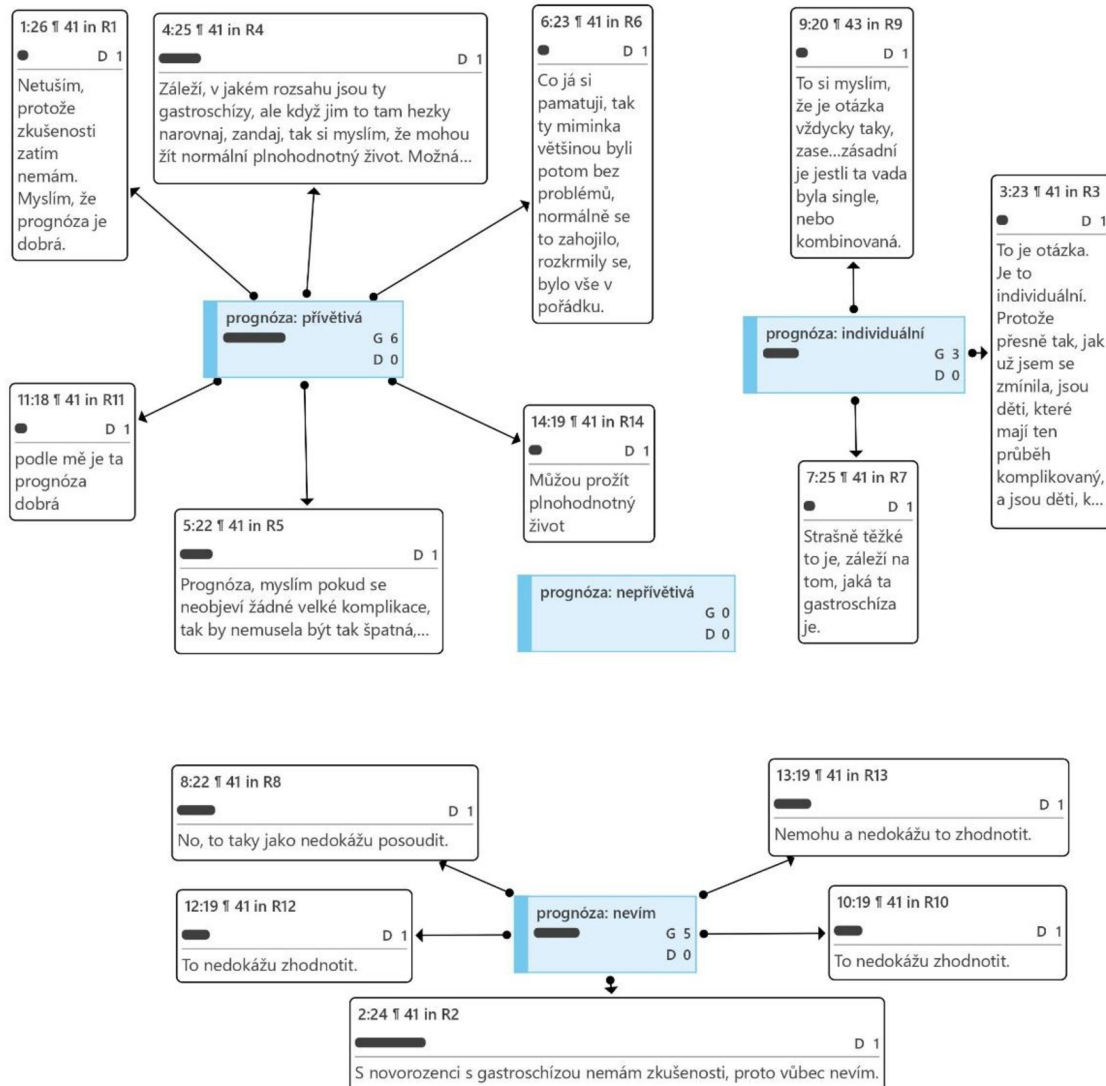 1:26 ¶ 41 in R1
D 1
Netuším,
protože
zkušenosti
zatím
nemám.
Myslím, že
prognóza je
dobrá.
4:25 ¶ 41 in R4
D 1
Záleží, v jakém rozsahu jsou ty
gastroschízy, ale když jim to tam hezky
narovnaj, zandaj, tak si myslím, že mohou
žít normální plnohodnotný život. Možná...
6:23 ¶ 41 in R6
D 1
Co já si
pamatuji, tak
ty miminka
většinou byli
potom bez
problémů,
normálně se
to zahojilo,
rozkrmily se,
bylo vše v
pořádku.
prognóza: přívětivá
G 6
D 0
11:18 ¶ 41 in R11
D 1
podle mě je ta
prognóza
dobrá
5:22 ¶ 41 in R5
D 1
Prognóza, myslím pokud se
neobjeví žádné velké komplikace,
tak by nemusela být tak špatná,...
14:19 ¶ 41 in R14
D 1
Můžou prožít
plnohodnotný
život
prognóza: nepřívětivá
G 0
D 0
9:20 ¶ 43 in R9
D 1
To si myslím,
že je otázka
vždycky taky,
zase...zásadní
je jestli ta vada
byla single,
nebo
kombinovaná.
prognóza: individuální
G 3
D 0
3:23 ¶ 41 in R3
D 1
To je otázka.
Je to
individuální.
Protože
přesně tak, jak
už jsem se
zmínila, jsou
děti, které
mají ten
průběh
komplikovaný,
a jsou děti, k...
7:25 ¶ 41 in R7
D 1
Strašně těžké
to je, záleží na
tom, jaká ta
gastroschíza
je.
8:22 ¶ 41 in R8
D 1
No, to taky jako nedokážu posoudit.
13:19 ¶ 41 in R13
D 1
Nemohu a nedokážu to zhodnotit.
12:19 ¶ 41 in R12
D 1
To nedokážu zhodnotit.
prognóza: nevím
G 5
D 0
10:19 ¶ 41 in R10
D 1
To nedokážu zhodnotit.
2:24 ¶ 41 in R2
D 1
S novorozenci s gastroschízou nemám zkušenosti, proto vůbec nevím.